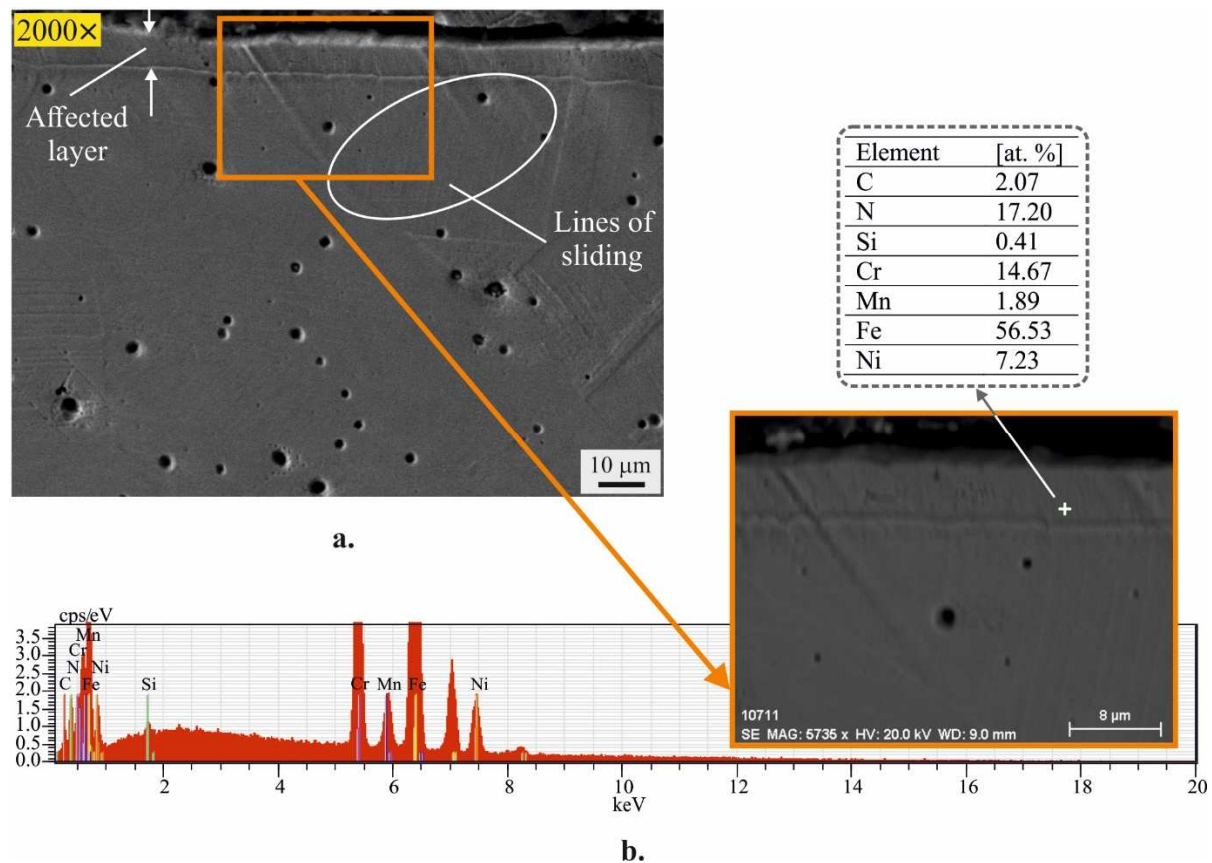 2000×
Affected
layer
Lines of
sliding
10 µm
a.
Element [at. %]
C 2.07
N 17.20
Si 0.41
Cr 14.67
Mn 1.89
Fe 56.53
Ni 7.23
10711
SE MAG: 5735 x HV: 20.0 kV WD: 9.0 mm
8 µm
cps/eV
Mn
Cr
N Ni
C Fe Si Cr Mn Fe Ni
3.5
3.0
2.5
2.0
1.5
1.0
0.5
0.0
2 4 6 8 10 12 14 16 18 20
keV
b.